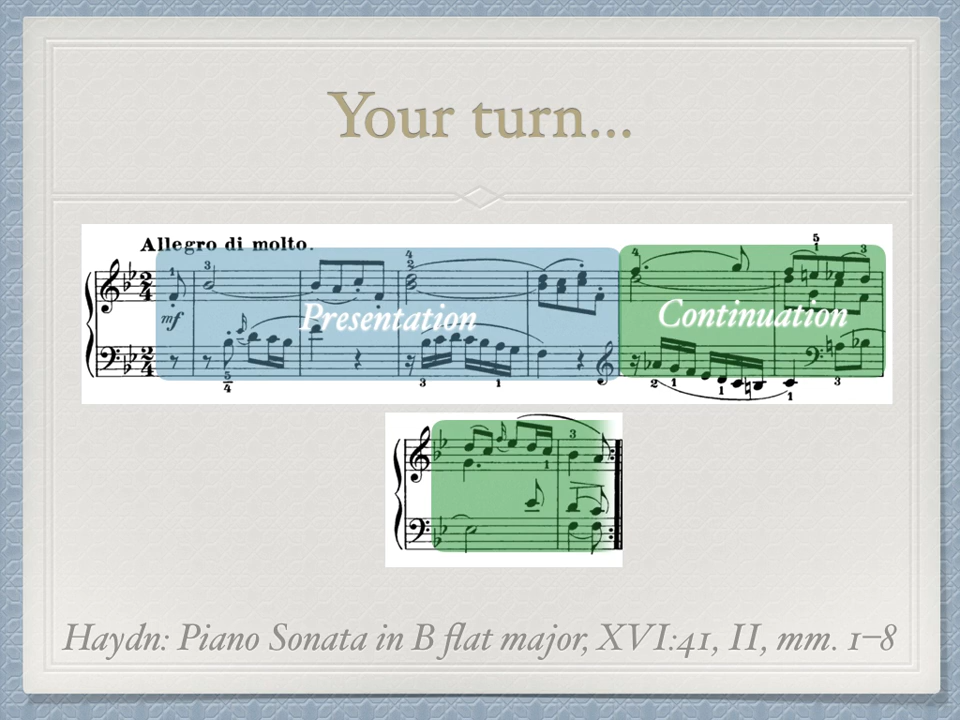 Your turn...
Allegro di molto.
mf
Presentation
Continuation
Haydn: Piano Sonata in B flat major, XVI:41, II, mm. 1–8